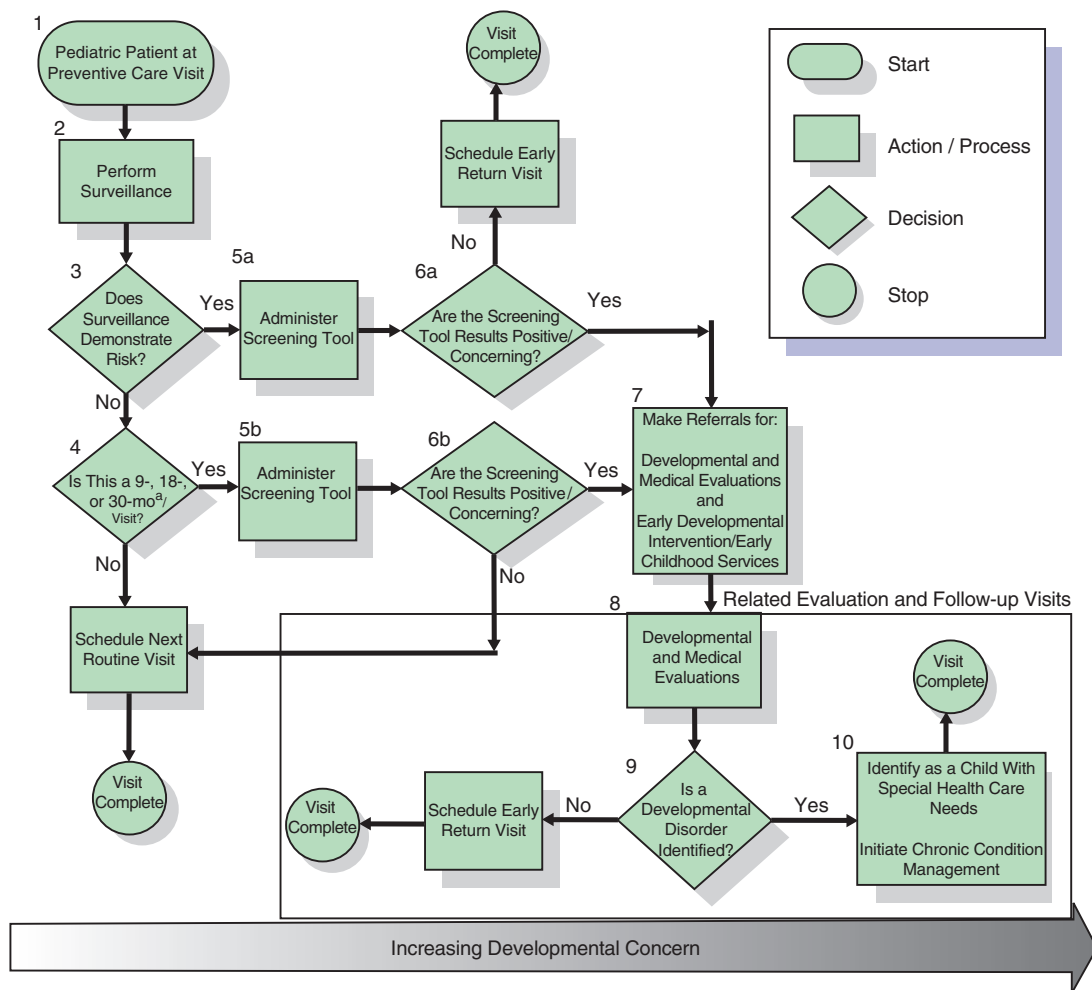 1
Pediatric Patient at
Preventive Care Visit
2
Perform
Surveillance
3
Does
Surveillance
Demonstrate
Risk?
Yes
No
5a
Administer
Screening Tool
6a
Are the Screening
Tool Results Positive/
Concerning?
No
Schedule Early
Return Visit
Visit
Complete
Yes
4
Is This a 9-, 18-,
or 30-moa/
Visit?
Yes
No
5b
Administer
Screening Tool
6b
Are the Screening
Tool Results Positive/
Concerning?
Yes
No
7
Make Referrals for:
Developmental and
Medical Evaluations
and
Early Developmental
Intervention/Early
Childhood Services
Schedule Next
Routine Visit
Visit
Complete
Related Evaluation and Follow-up Visits
8
Developmental
and Medical
Evaluations
9
Is a
Developmental
Disorder
Identified?
No
Schedule Early
Return Visit
Visit
Complete
Yes
10
Identify as a Child With
Special Health Care
Needs
Initiate Chronic Condition
Management
Visit
Complete
Start
Action / Process
Decision
Stop
Increasing Developmental Concern